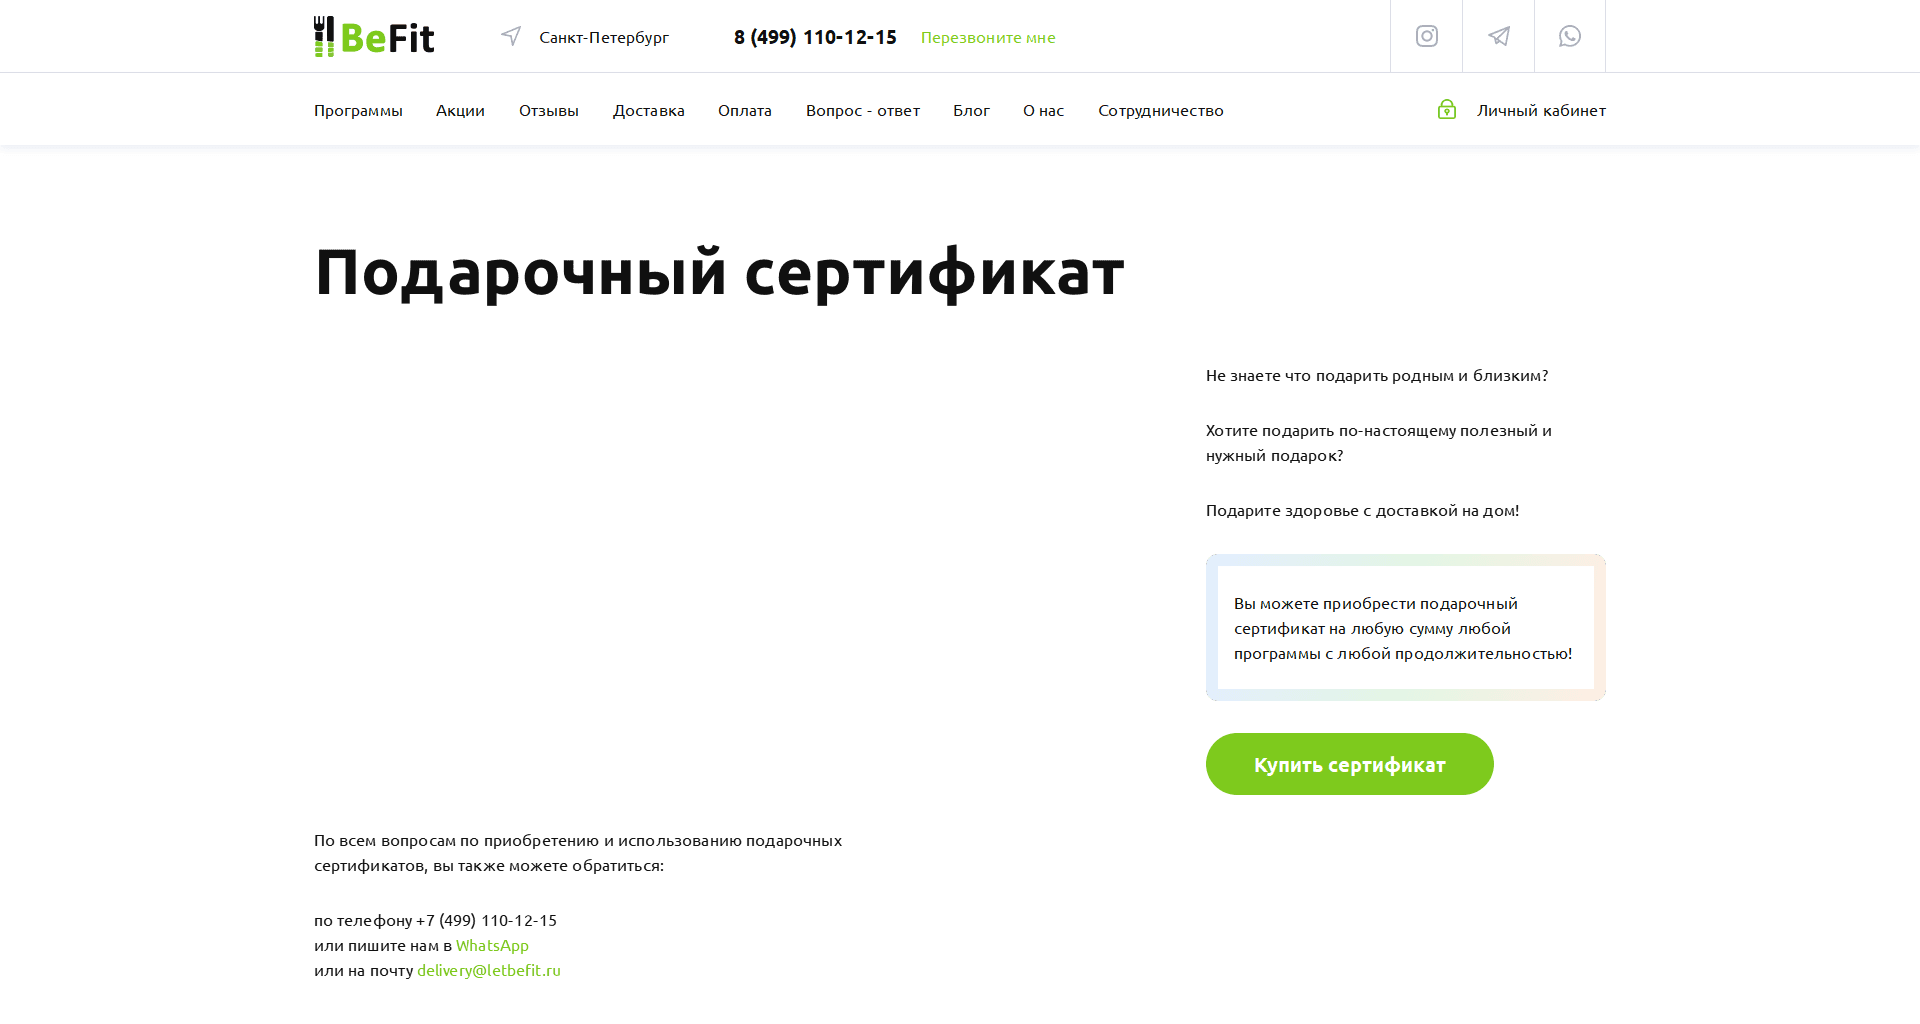 BeFit
Санкт-Петербург
8 (499) 110-12-15
Перезвоните мне
Программы
Акции
Отзывы
Доставка
Оплата
Вопрос - ответ
Блог
О нас
Сотрудничество
Личный кабинет
Подарочный сертификат
Не знаете что подарить родным и близким?
Хотите подарить по-настоящему полезный и
нужный подарок?
Подарите здоровье с доставкой на дом!
Вы можете приобрести подарочный
сертификат на любую сумму любой
программы с любой продолжительностью!
Купить сертификат
По всем вопросам по приобретению и использованию подарочных
сертификатов, вы также можете обратиться:
по телефону +7 (499) 110-12-15
или пишите нам в WhatsApp
или на почту delivery@letbefit.ru